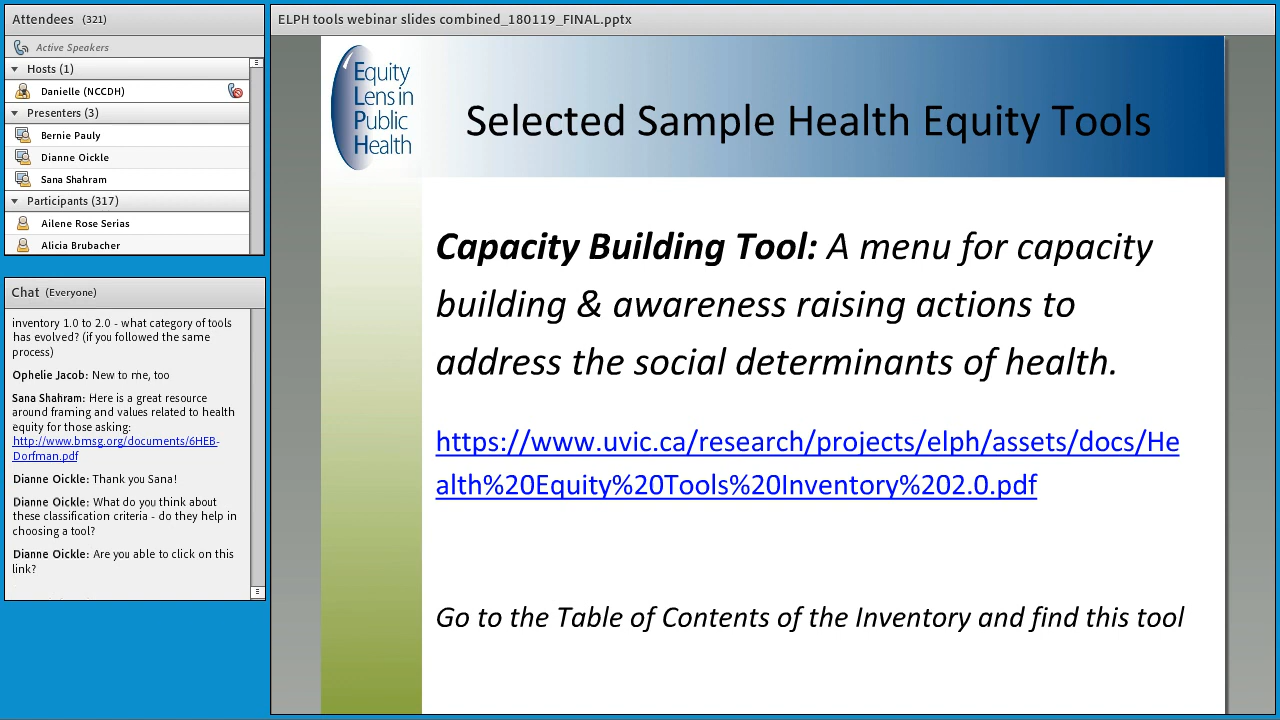 Attendees (321)
Active Speakers
Hosts (1)
Danielle (NCCDH)
Presenters (3)
Bernie Pauly
Dianne Oickle
Sana Shahram
Participants (317)
Ailene Rose Serias
Alicia Brubacher
Chat (Everyone)
inventory 1.0 to 2.0 - what category of tools
has evolved? (if you followed the same
process)
Ophelie Jacob: New to me, too
Sana Shahram: Here is a great resource
around framing and values related to health
equity for those asking:
http://www.bmsg.org/documents/6HEB-
Dorfman.pdf
Dianne Oickle: Thank you Sana!
Dianne Oickle: What do you think about
these classification criteria - do they help in
choosing a tool?
Dianne Oickle: Are you able to click on this
link?
ELPH tools webinar slides combined_180119_FINAL.pptx
Equity
Lens in
Public
Health
Selected Sample Health Equity Tools
Capacity Building Tool: A menu for capacity
building & awareness raising actions to
address the social determinants of health.
https://www.uvic.ca/research/projects/elph/assets/docs/He
alth%20Equity%20Tools%20Inventory%202.0.pdf
Go to the Table of Contents of the Inventory and find this tool